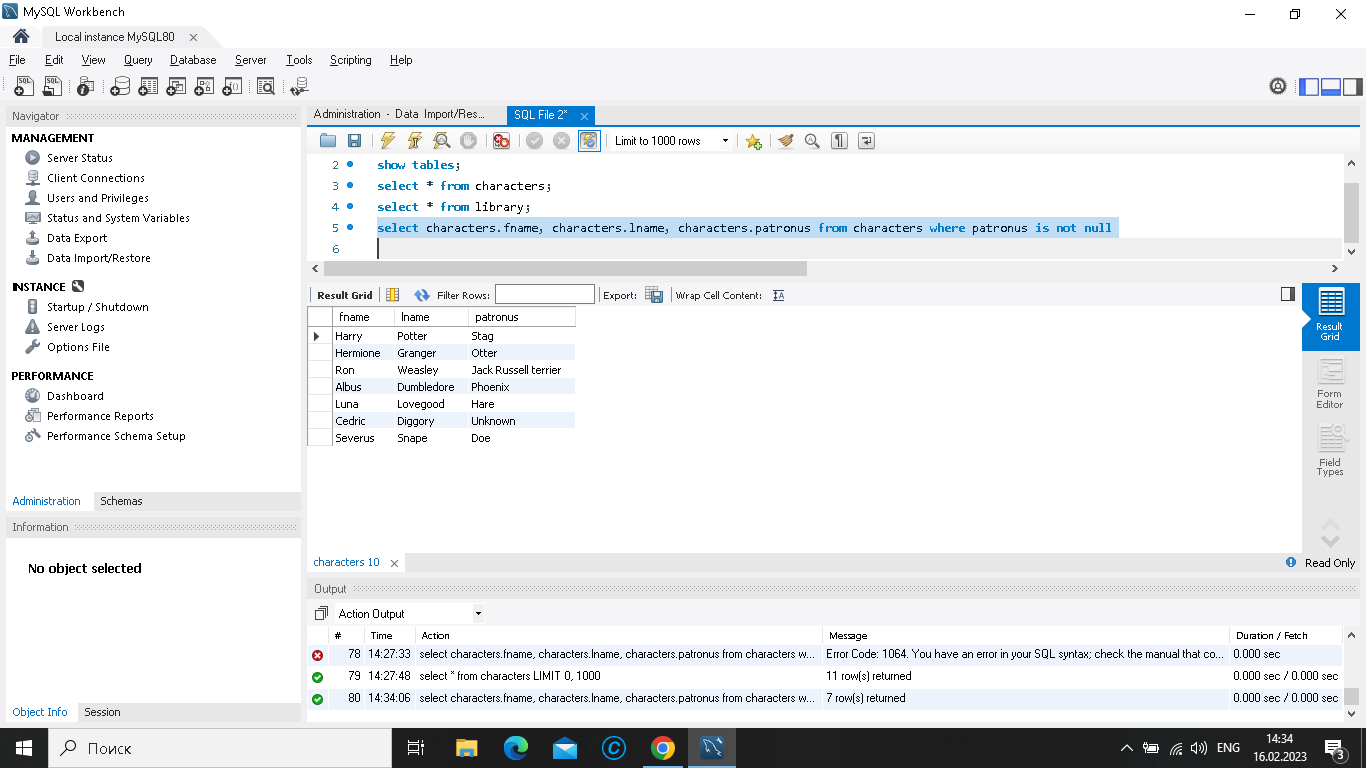 MySQL Workbench
Local instance MySQL80
File Edit View Query Database Server Tools Scripting Help
Navigator
MANAGEMENT
Server Status
Client Connections
Users and Privileges
Status and System Variables
Data Export
Data Import/Restore
INSTANCE
Startup / Shutdown
Server Logs
Options File
PERFORMANCE
Dashboard
Performance Reports
Performance Schema Setup
Administration Schemas
Information
No object selected
Object Info Session
Administration - Data Import/Res... SQL File 2*
Limit to 1000 rows
2 show tables;
3 select * from characters;
4 select * from library;
5 select characters.fname, characters.lname, characters.patronus from characters where patronus is not null
6
Result Grid Filter Rows: Export: Wrap Cell Content:
fname lname patronus
Harry Potter Stag
Hermione Granger Otter
Ron Weasley Jack Russell terrier
Albus Dumbledore Phoenix
Luna Lovegood Hare
Cedric Diggory Unknown
Severus Snape Doe
Result
Grid
Form
Editor
Field
Types
characters 10
Read Only
Output
Action Output
# Time Action Message Duration / Fetch
78 14:27:33 select characters.fname, characters.lname, characters.patronus from characters w... Error Code: 1064. You have an error in your SQL syntax; check the manual that co... 0.000 sec
79 14:27:48 select * from characters LIMIT 0, 1000 11 row(s) returned 0.000 sec / 0.000 sec
80 14:34:06 select characters.fname, characters.lname, characters.patronus from characters w... 7 row(s) returned 0.000 sec / 0.000 sec
Поиск
ENG
14:34
16.02.2023
3